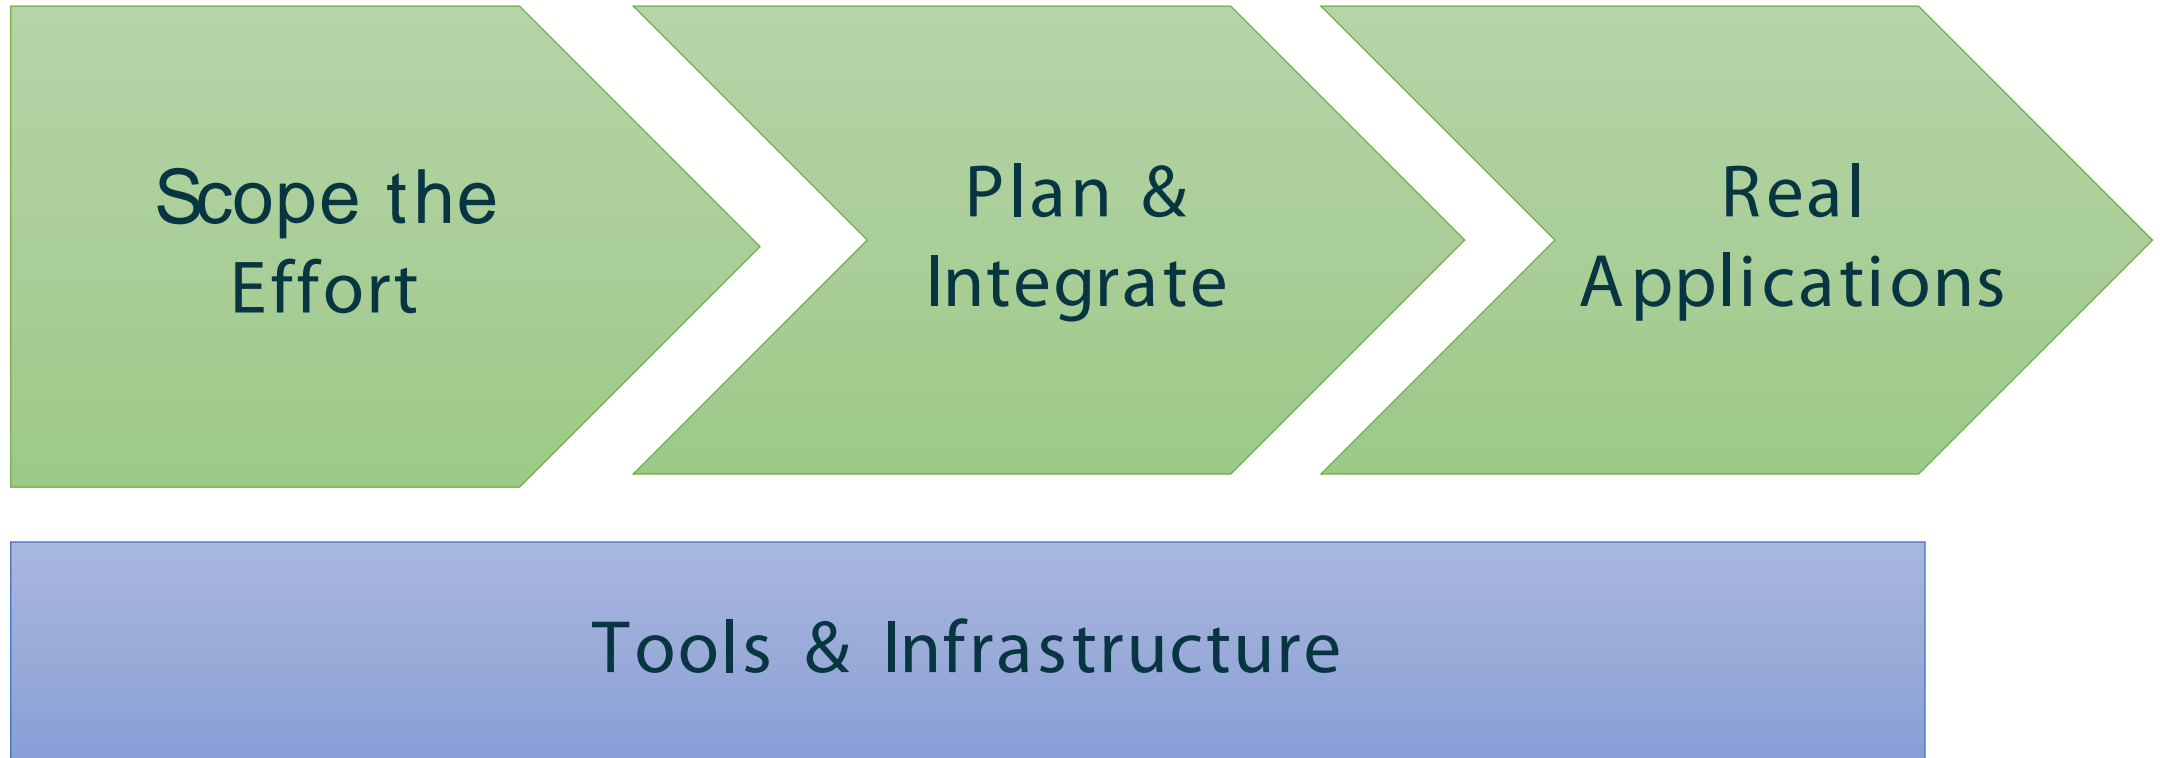 Scope the
Effort
Plan &
Integrate
Real
Applications
Tools & Infrastructure